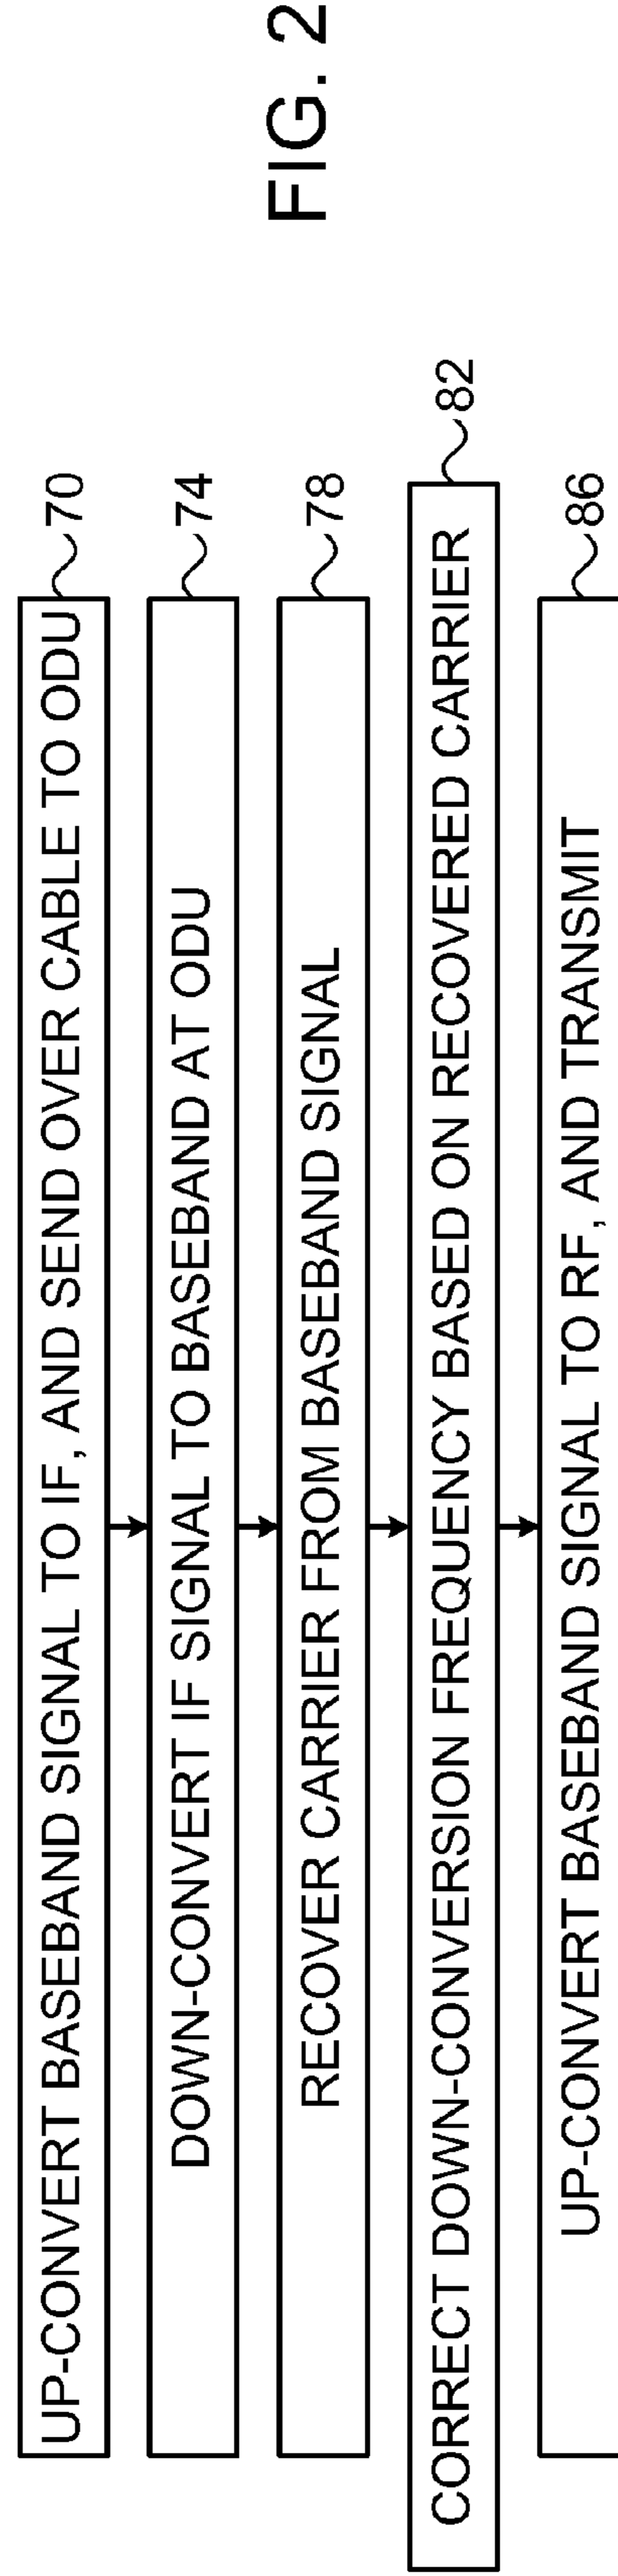 UP-CONVERT BASEBAND SIGNAL TO IF, AND SEND OVER CABLE TO ODU
70
DOWN-CONVERT IF SIGNAL TO BASEBAND AT ODU
74
RECOVER CARRIER FROM BASEBAND SIGNAL
78
CORRECT DOWN-CONVERSION FREQUENCY BASED ON RECOVERED CARRIER
82
UP-CONVERT BASEBAND SIGNAL TO RF, AND TRANSMIT
86
FIG. 2